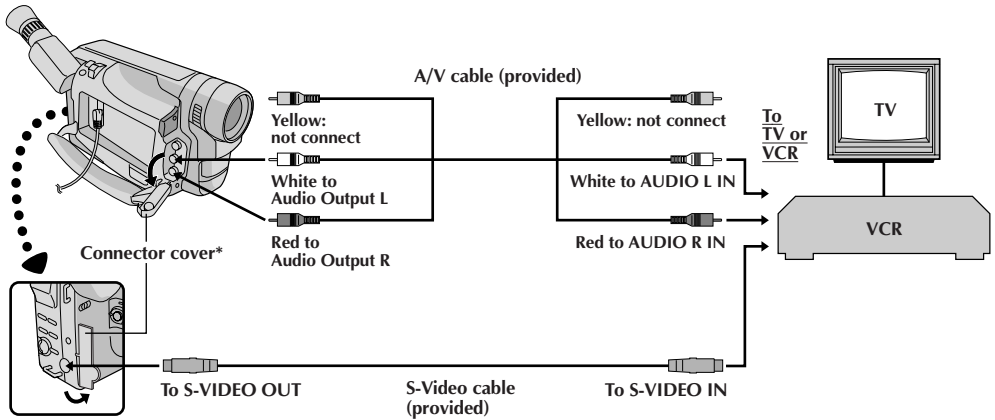 A/V cable (provided)
Yellow:
not connect
White to
Audio Output L
Red to
Audio Output R
Connector cover*
Yellow: not connect
White to AUDIO L IN
Red to AUDIO R IN
To
TV or
VCR
TV
VCR
To S-VIDEO OUT
S-Video cable
(provided)
To S-VIDEO IN